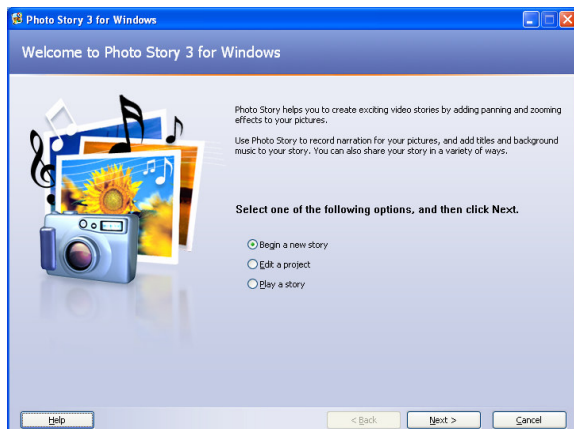 Photo Story 3 for Windows
Welcome to Photo Story 3 for Windows
Photo Story helps you to create exciting video stories by adding panning and zooming
effects to your pictures.
Use Photo Story to record narration for your pictures, and add titles and background
music to your story. You can also share your story in a variety of ways.
Select one of the following options, and then click Next.
Begin a new story
Edit a project
Play a story
Help
< Back
Next >
Cancel